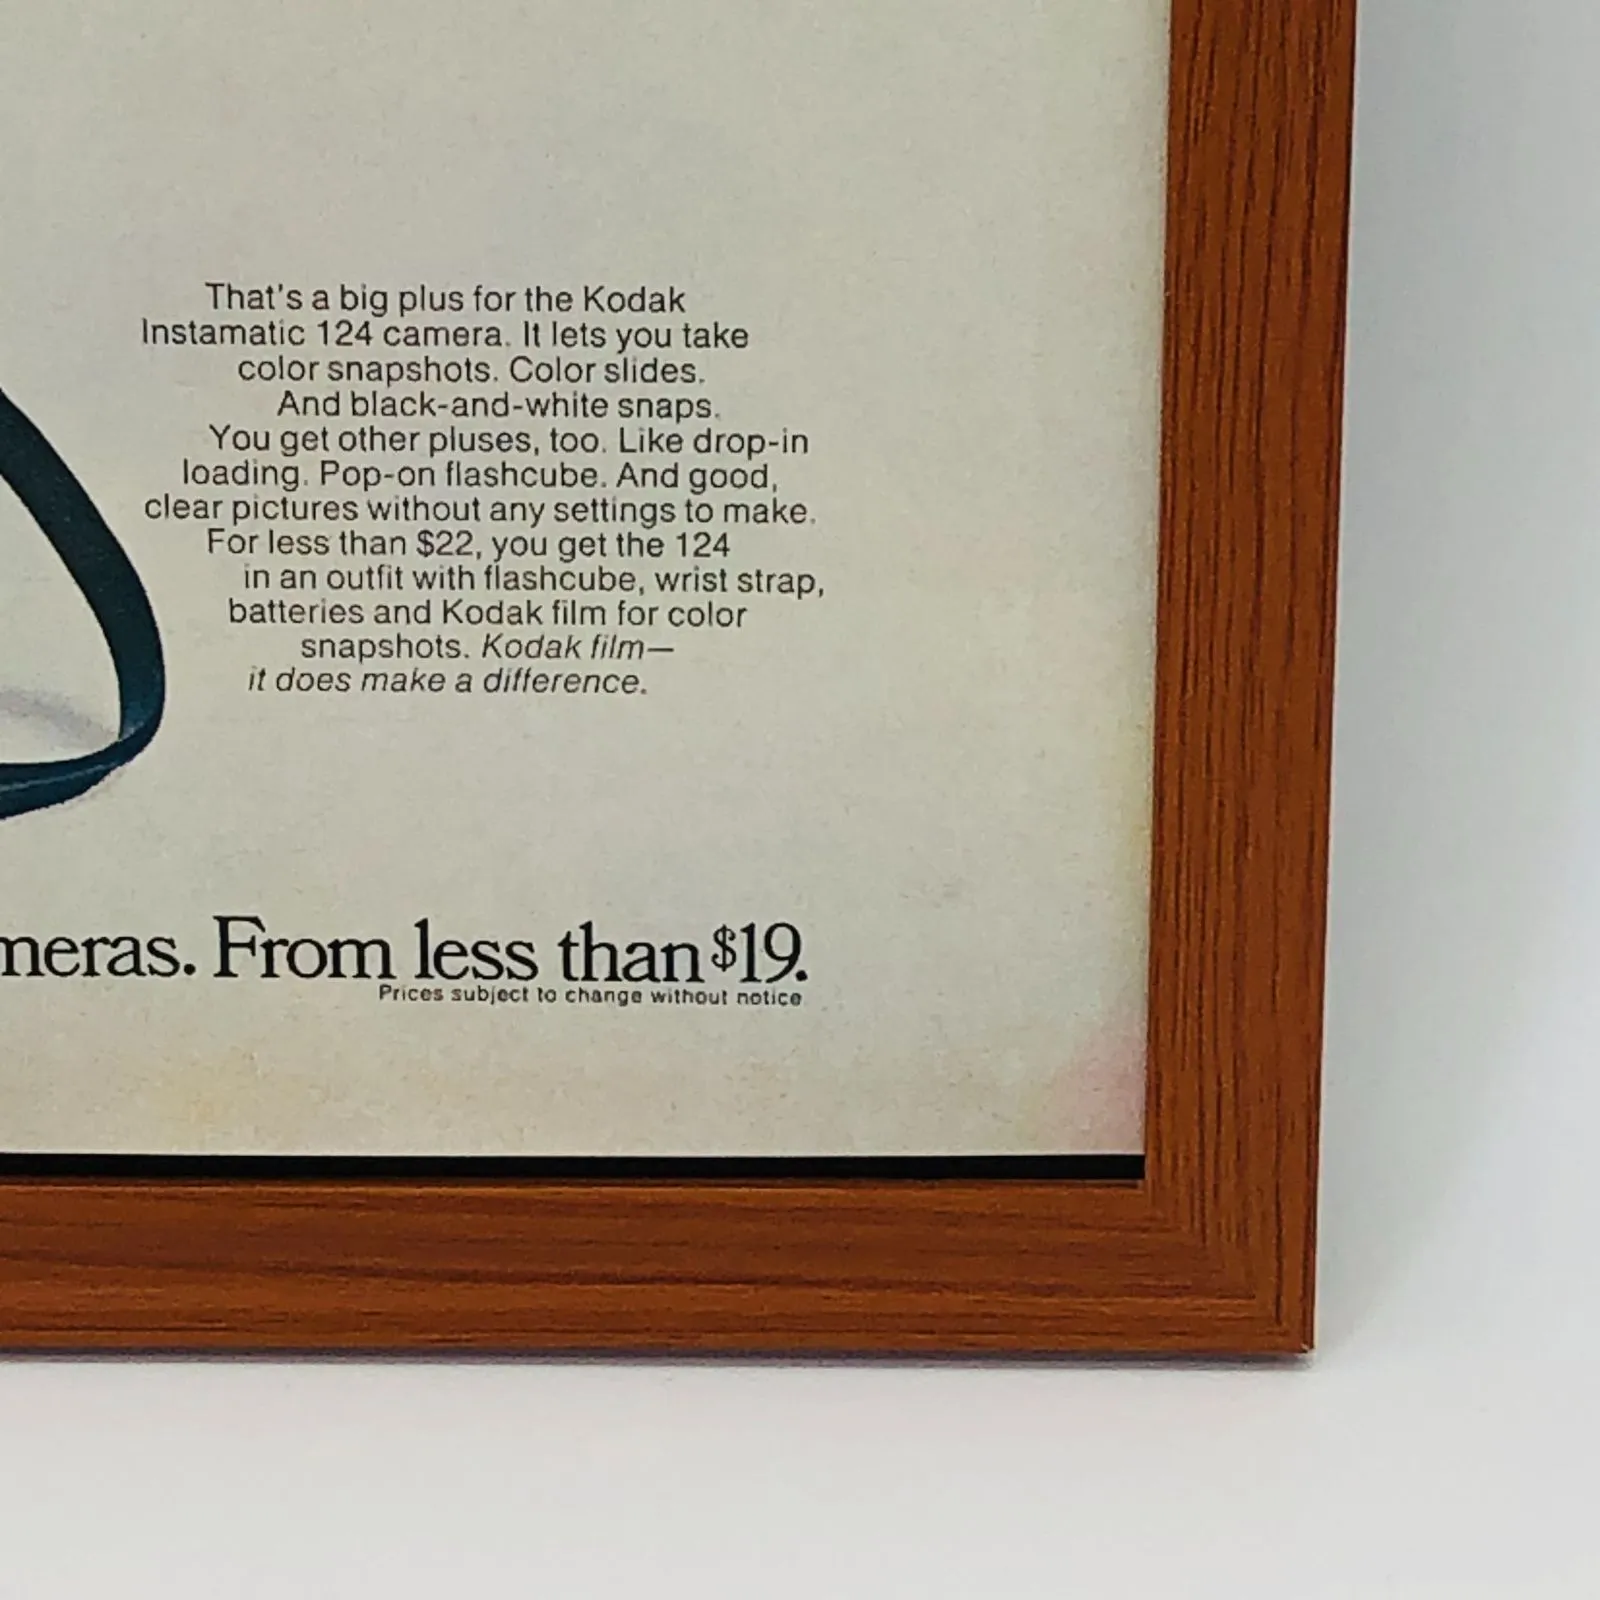 That's a big plus for the Kodak
Instamatic 124 camera. It lets you take
color snapshots. Color slides.
And black-and-white snaps.
You get other pluses, too. Like drop-in
loading. Pop-on flashcube. And good,
clear pictures without any settings to make.
For less than $22, you get the 124
in an outfit with flashcube, wrist strap,
batteries and Kodak film for color
snapshots. Kodak film—
it does make a difference.
meras. From less than $19.
Prices subject to change without notice